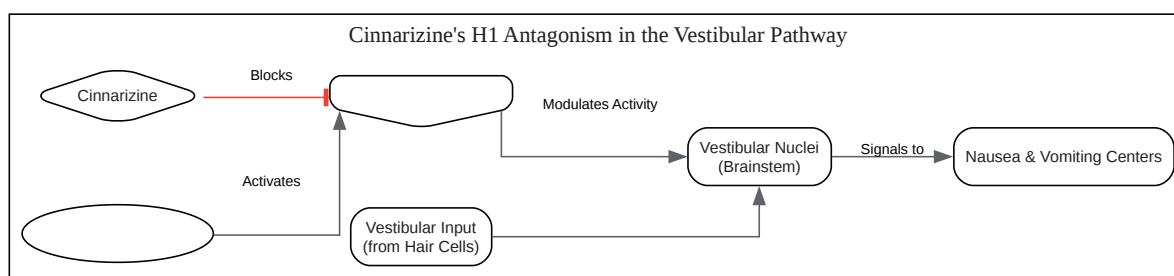 Cinnarizine's H1 Antagonism in the Vestibular Pathway
Blocks
Cinnarizine
Modulates Activity
Vestibular Nuclei
(Brainstem)
Signals to
Nausea & Vomiting Centers
Activates
Vestibular Input
(from Hair Cells)